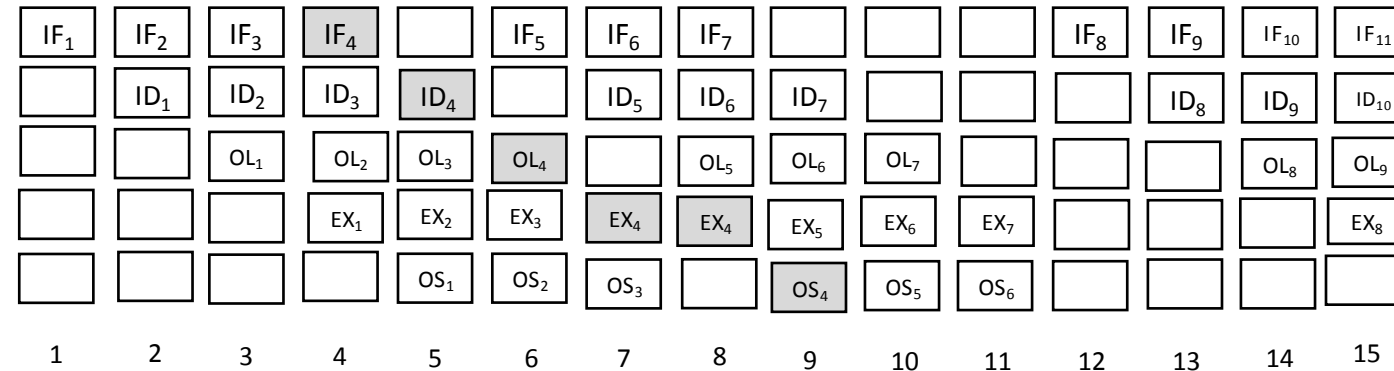 IF₁ IF₂ IF₃ IF₄ IF₅ IF₆ IF₇ IF₈ IF₉ IF₁₀ IF₁₁
ID₁ ID₂ ID₃ ID₄ ID₅ ID₆ ID₇ ID₈ ID₉ ID₁₀
OL₁ OL₂ OL₃ OL₄ OL₅ OL₆ OL₇ OL₈ OL₉
EX₁ EX₂ EX₃ EX₄ EX₄ EX₅ EX₆ EX₇ EX₈
OS₁ OS₂ OS₃ OS₄ OS₅ OS₆
1 2 3 4 5 6 7 8 9 10 11 12 13 14 15